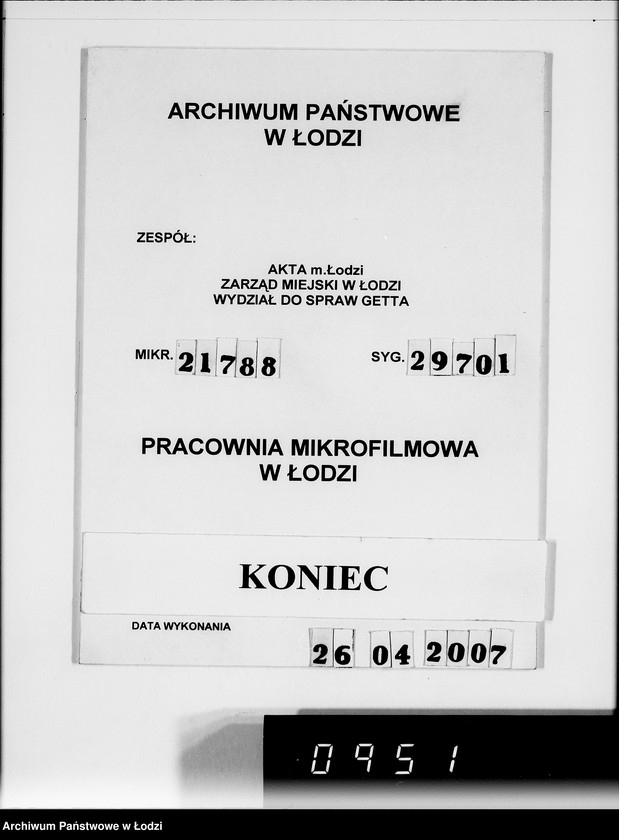 ARCHIWUM PAŃSTWOWE
W ŁODZI
ZESPÓŁ:
AKTA m.Łodzi
ZARZĄD MIEJSKI W ŁODZI
WYDZIAŁ DO SPRAW GETTA
MIKR. 21788 SYG. 29701
PRACOWNIA MIKROFILMOWA
W ŁODZI
KONIEC
DATA WYKONANIA
26 04 2007
0951
Archiwum Państwowe w Łodzi